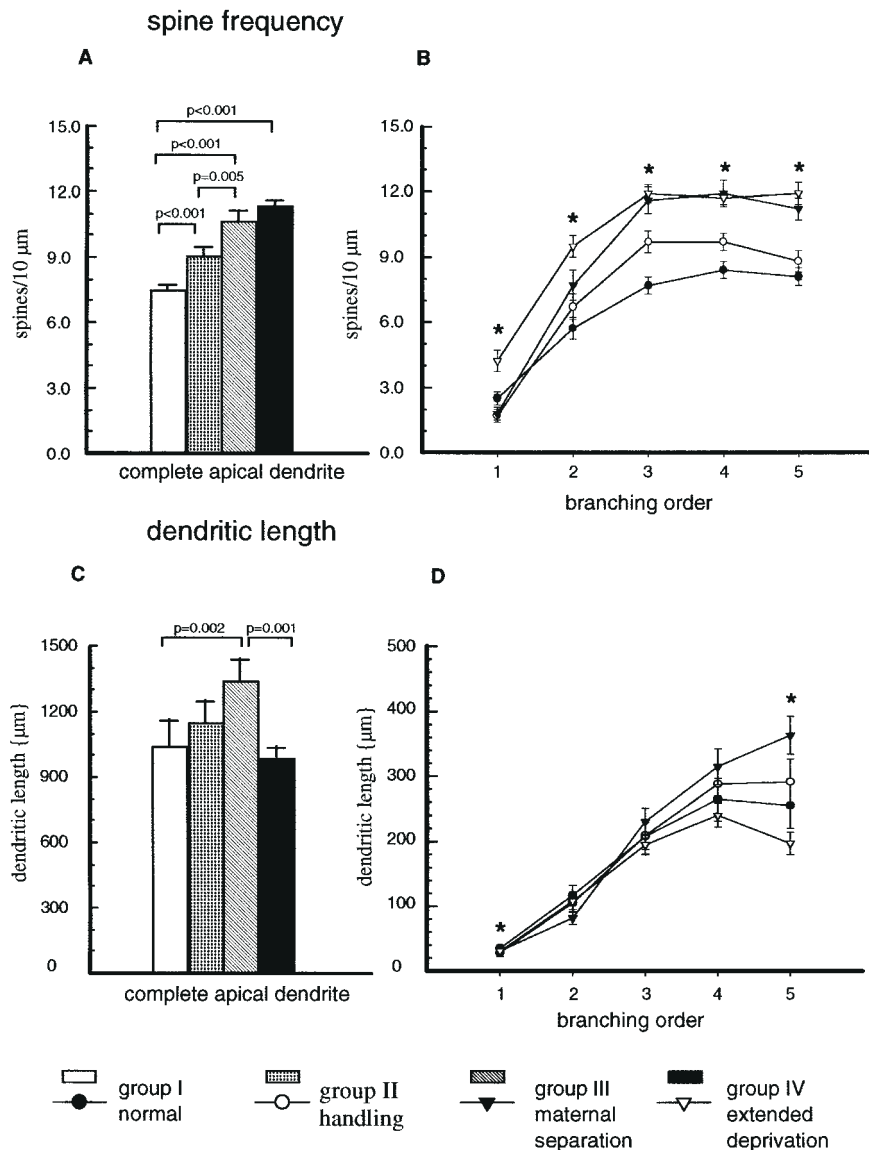 spine frequency
A
B
p<0.001
p<0.001
p=0.005
p<0.001
15.0
12.0
9.0
6.0
3.0
0.0
spines/10 µm
complete apical dendrite
15.0
12.0
9.0
6.0
3.0
0.0
spines/10 µm
*
*
*
*
*
1 2 3 4 5
branching order
dendritic length
C
D
p=0.002 p=0.001
1500
1200
900
600
300
0
dendritic length {µm}
complete apical dendrite
500
400
300
200
100
0
dendritic length {µm}
*
*
1 2 3 4 5
branching order
group I
normal
group II
handling
group III
maternal
separation
group IV
extended
deprivation